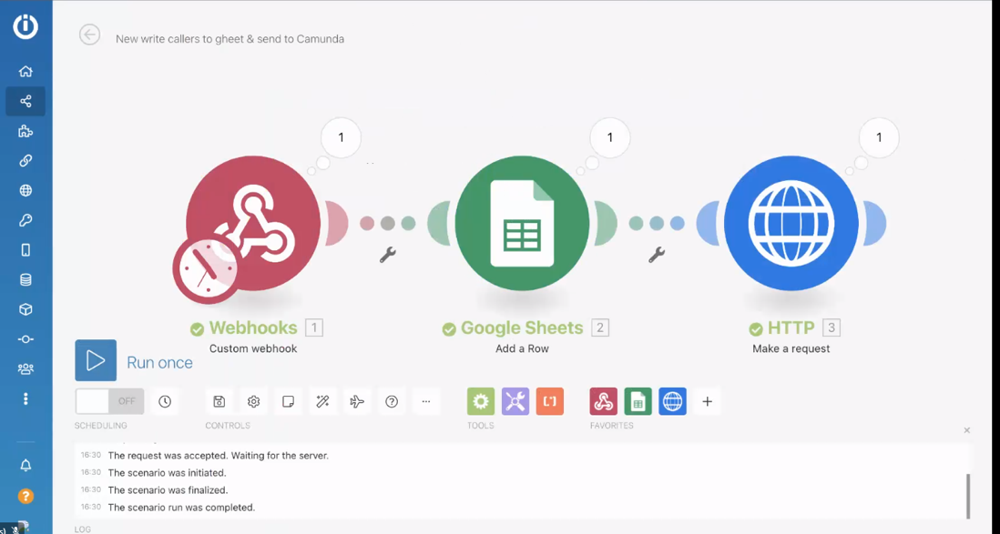 New write callers to gheet & send to Camunda
1
1
1
Webhooks 1
Custom webhook
Google Sheets 2
Add a Row
HTTP 3
Make a request
Run once
OFF
SCHEDULING
CONTROLS
TOOLS
FAVORITES
16:30 The request was accepted. Waiting for the server.
16:30 The scenario was initiated.
16:30 The scenario was finalized.
16:30 The scenario run was completed.
LOG